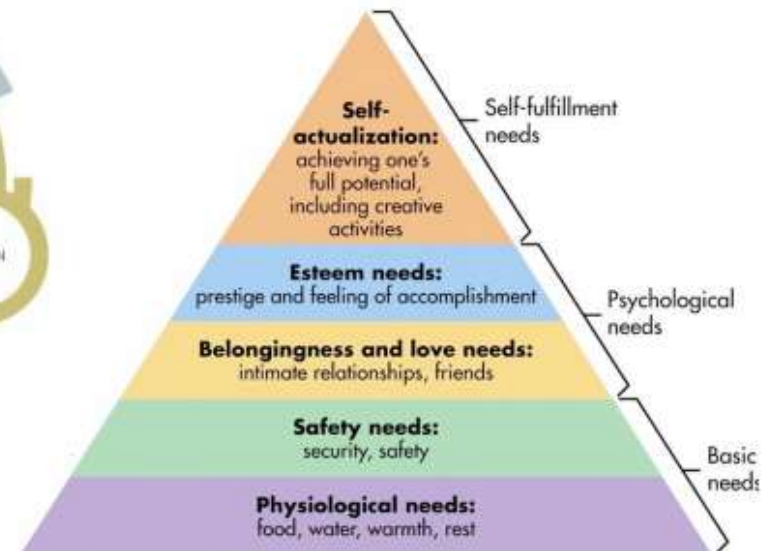 Self-
actualization:
achieving one's
full potential,
including creative
activities
Self-fulfillment
needs
Esteem needs:
prestige and feeling of accomplishment
Psychological
needs
Belongingness and love needs:
intimate relationships, friends
Safety needs:
security, safety
Basic
needs
Physiological needs:
food, water, warmth, rest